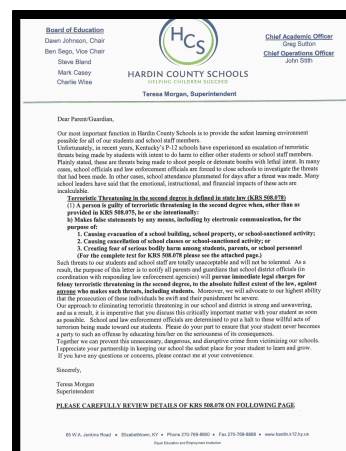 Board of Education
Dawn Johnson, Chair
Ben Sego, Vice Chair
Steve Bland
Mark Casey
Charlie Wise
HCS
HARDIN COUNTY SCHOOLS
HELPING CHILDREN SUCCEED
Teresa Morgan, Superintendent
Chief Academic Officer
Greg Sutton
Chief Operations Officer
John Stith
Dear Parent/Guardian,
Our most important function in Hardin County Schools is to provide the safest learning environment
possible for all of our students and school staff members.
Unfortunately, in recent years, Kentucky's P-12 schools have experienced an escalation of terroristic
threats being made by students with intent to do harm to either other students or school staff members.
Plainly stated, these are threats being made to shoot people or detonate bombs with lethal intent. In many
cases, school officials and law enforcement officials are forced to close schools to investigate the threats
that had been made. In other cases, school attendance plummeted for days after a threat was made. Many
school leaders have said that the emotional, instructional, and financial impacts of these acts are
incalculable.
Terroristic Threatening in the second degree is defined in state law (KRS 508.078)
(1) A person is guilty of threatening in the second degree when, other than as
provided in KRS 508.075, he or she intentionally:
b) Makes false statements by any means, including by electronic communication, for the
purpose of:
1. Causing evacuation of a school building, school property, or school-sanctioned activity;
2. Causing cancellation of school classes or school-sanctioned activity; or
3. Creating fear of serious bodily harm among students, parents, or school personnel
(For the complete text for KRS 508.078 please see the attached page.)
Such threats to our students and school staff are totally unacceptable and will not be tolerated. As a
result, the purpose of this letter is to notify all parents and guardians that school district officials (in
coordination with responding law enforcement agencies) will pursue immediate legal charges for
felony terroristic threatening in the second degree, to the absolute fullest extent of the law, against
anyone who makes such threats, including students. Moreover, we will advocate to our highest ability
that the prosecution of these individuals be swift and their punishment be severe.
Our approach to eliminating terroristic threatening in our school and district is strong and unwavering,
and as a result, it is imperative that you discuss this critically important matter with your student as soon
as possible. School and law enforcement officials are determined to put a halt to these willful acts of
terrorism being made toward our students. Please do your part to ensure that your student never becomes
a party to such an offense by educating him/her on the seriousness of its consequences.
Together we can prevent this unnecessary, dangerous, and disruptive crime from victimizing our schools.
I appreciate your partnership in keeping our school the safest place for your student to learn and grow.
If you have any questions or concerns, please contact me at your convenience.
Sincerely,
Teresa Morgan
Superintendent
PLEASE CAREFULLY REVIEW DETAILS OF KRS 508.078 ON FOLLOWING PAGE
65 W.A. Jenkins Road • Elizabethtown, KY • Phone 270-769-8800 • Fax 270-769-8888 • www.hardin.k12.ky.us
Equal Education and Employment Institution